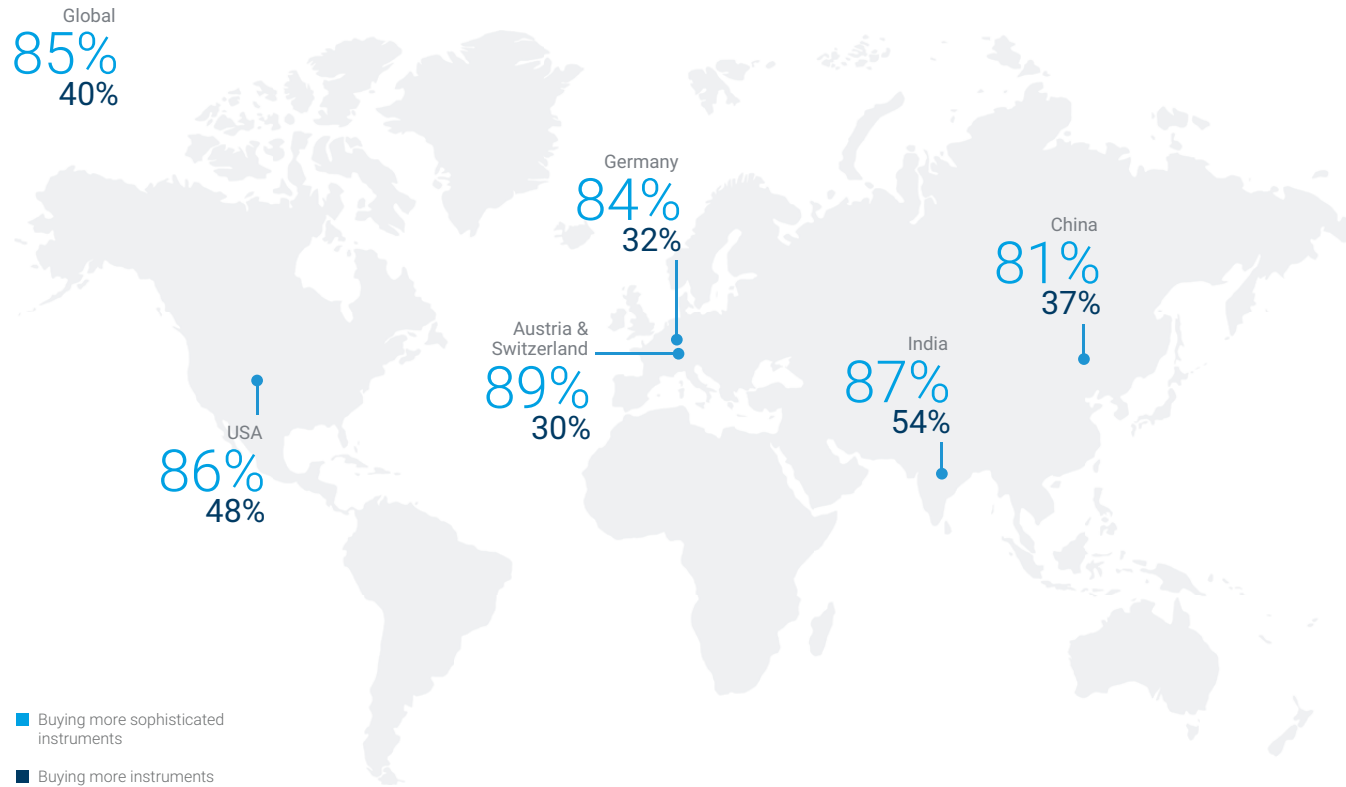 Global
85%
40%
Germany
84%
32%
China
81%
37%
Austria &
Switzerland
89%
30%
India
87%
54%
USA
86%
48%
Buying more sophisticated
instruments
Buying more instruments